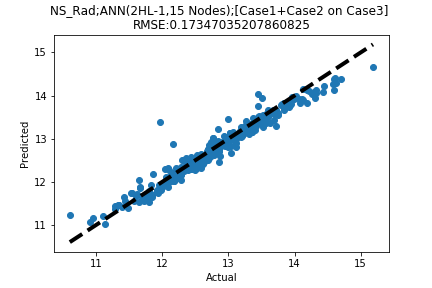 NS_Rad;ANN(2HL-1,15 Nodes);[Case1+Case2 on Case3]
RMSE:0.17347035207860825
15
14
13
12
11
Predicted
11
12
13
14
15
Actual